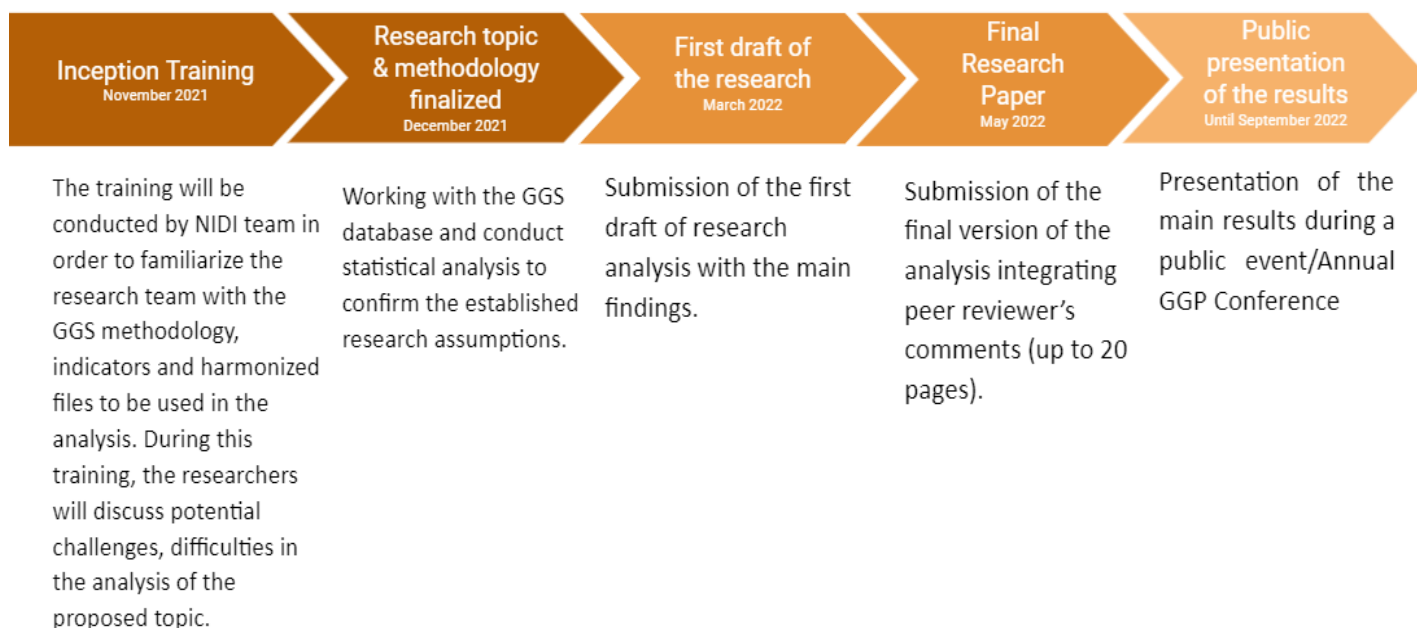 Inception Training
November 2021
Research topic
& methodology
finalized
December 2021
First draft of
the research
March 2022
Final
Research
Paper
May 2022
Public
presentation
of the results
Until September 2022
The training will be
conducted by NIDI team in
order to familiarize the
research team with the
GGS methodology,
indicators and harmonized
files to be used in the
analysis. During this
training, the researchers
will discuss potential
challenges, difficulties in
the analysis of the
proposed topic.
Working with the GGS
database and conduct
statistical analysis to
confirm the established
research assumptions.
Submission of the first
draft of research
analysis with the main
findings.
Submission of the
final version of the
analysis integrating
peer reviewer's
comments (up to 20
pages).
Presentation of the
main results during a
public event/Annual
GGP Conference